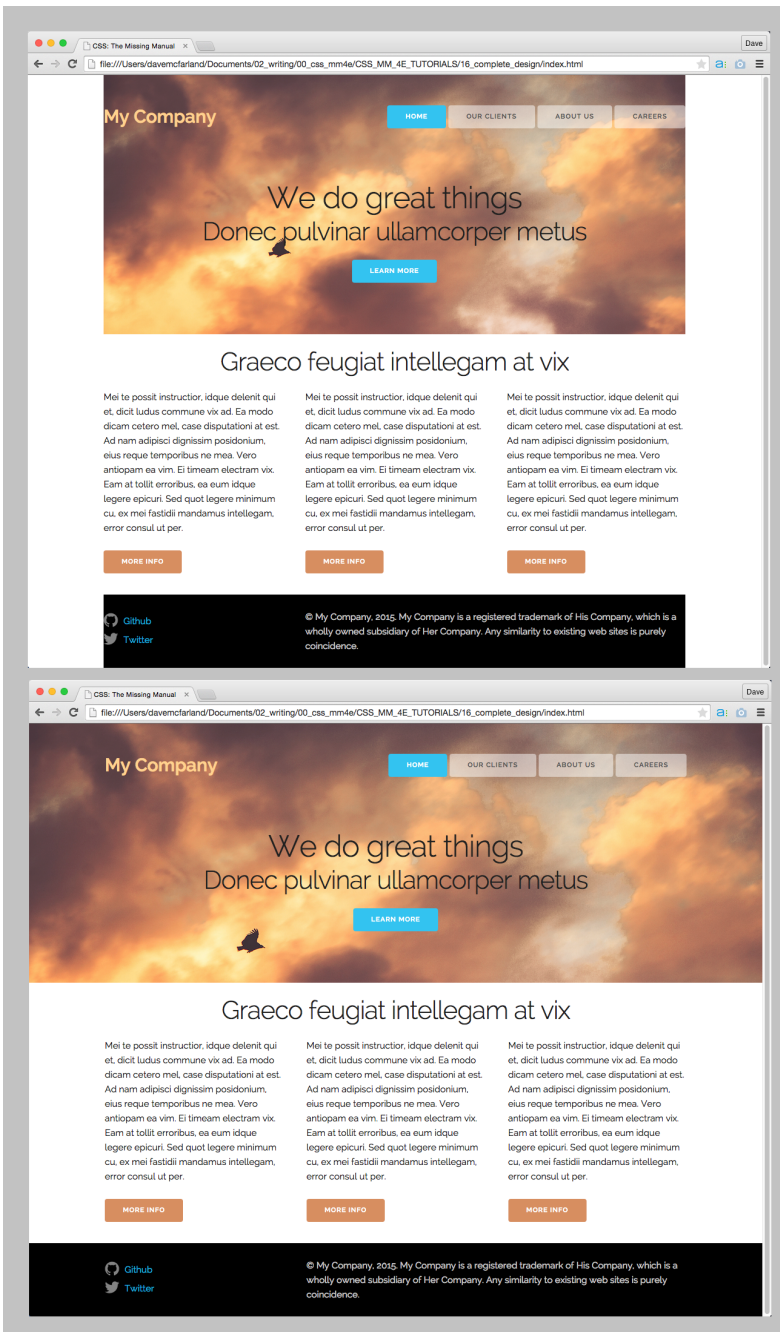 CSS: The Missing Manual
Dave
file:///Users/davemcfarland/Documents/02_writing/00_css_mm4e/CSS_MM_4E_TUTORIALS/16_complete_design/index.html
a:
My Company
HOME
OUR CLIENTS
ABOUT US
CAREERS
We do great things
Donec pulvinar ullamcorper metus
LEARN MORE
Graeco feugiat intellegam at vix
Mei te possit instructior, idque delenit qui
et, dicit ludus commune vix ad. Ea modo
dicam cetero mel, case disputationi at est.
Ad nam adipisci dignissim posidonium,
eius reque temporibus ne mea. Vero
antiopam ea vim. Ei timeam electram vix.
Eam at tollit erroribus, ea eum idque
legere epicuri. Sed quot legere minimum
cu, ex mei fastidii mandamus intellegam,
error consul ut per.
MORE INFO
Mei te possit instructior, idque delenit qui
et, dicit ludus commune vix ad. Ea modo
dicam cetero mel, case disputationi at est.
Ad nam adipisci dignissim posidonium,
eius reque temporibus ne mea. Vero
antiopam ea vim. Ei timeam electram vix.
Eam at tollit erroribus, ea eum idque
legere epicuri. Sed quot legere minimum
cu, ex mei fastidii mandamus intellegam,
error consul ut per.
MORE INFO
Mei te possit instructior, idque delenit qui
et, dicit ludus commune vix ad. Ea modo
dicam cetero mel, case disputationi at est.
Ad nam adipisci dignissim posidonium,
eius reque temporibus ne mea. Vero
antiopam ea vim. Ei timeam electram vix.
Eam at tollit erroribus, ea eum idque
legere epicuri. Sed quot legere minimum
cu, ex mei fastidii mandamus intellegam,
error consul ut per.
MORE INFO
Github
Twitter
© My Company, 2015. My Company is a registered trademark of His Company, which is a
wholly owned subsidiary of Her Company. Any similarity to existing web sites is purely
coincidence.
CSS: The Missing Manual
Dave
file:///Users/davemcfarland/Documents/02_writing/00_css_mm4e/CSS_MM_4E_TUTORIALS/16_complete_design/index.html
a:
My Company
HOME
OUR CLIENTS
ABOUT US
CAREERS
We do great things
Donec pulvinar ullamcorper metus
LEARN MORE
Graeco feugiat intellegam at vix
Mei te possit instructior, idque delenit qui
et, dicit ludus commune vix ad. Ea modo
dicam cetero mel, case disputationi at est.
Ad nam adipisci dignissim posidonium,
eius reque temporibus ne mea. Vero
antiopam ea vim. Ei timeam electram vix.
Eam at tollit erroribus, ea eum idque
legere epicuri. Sed quot legere minimum
cu, ex mei fastidii mandamus intellegam,
error consul ut per.
MORE INFO
Mei te possit instructior, idque delenit qui
et, dicit ludus commune vix ad. Ea modo
dicam cetero mel, case disputationi at est.
Ad nam adipisci dignissim posidonium,
eius reque temporibus ne mea. Vero
antiopam ea vim. Ei timeam electram vix.
Eam at tollit erroribus, ea eum idque
legere epicuri. Sed quot legere minimum
cu, ex mei fastidii mandamus intellegam,
error consul ut per.
MORE INFO
Mei te possit instructior, idque delenit qui
et, dicit ludus commune vix ad. Ea modo
dicam cetero mel, case disputationi at est.
Ad nam adipisci dignissim posidonium,
eius reque temporibus ne mea. Vero
antiopam ea vim. Ei timeam electram vix.
Eam at tollit erroribus, ea eum idque
legere epicuri. Sed quot legere minimum
cu, ex mei fastidii mandamus intellegam,
error consul ut per.
MORE INFO
Github
Twitter
© My Company, 2015. My Company is a registered trademark of His Company, which is a
wholly owned subsidiary of Her Company. Any similarity to existing web sites is purely
coincidence.